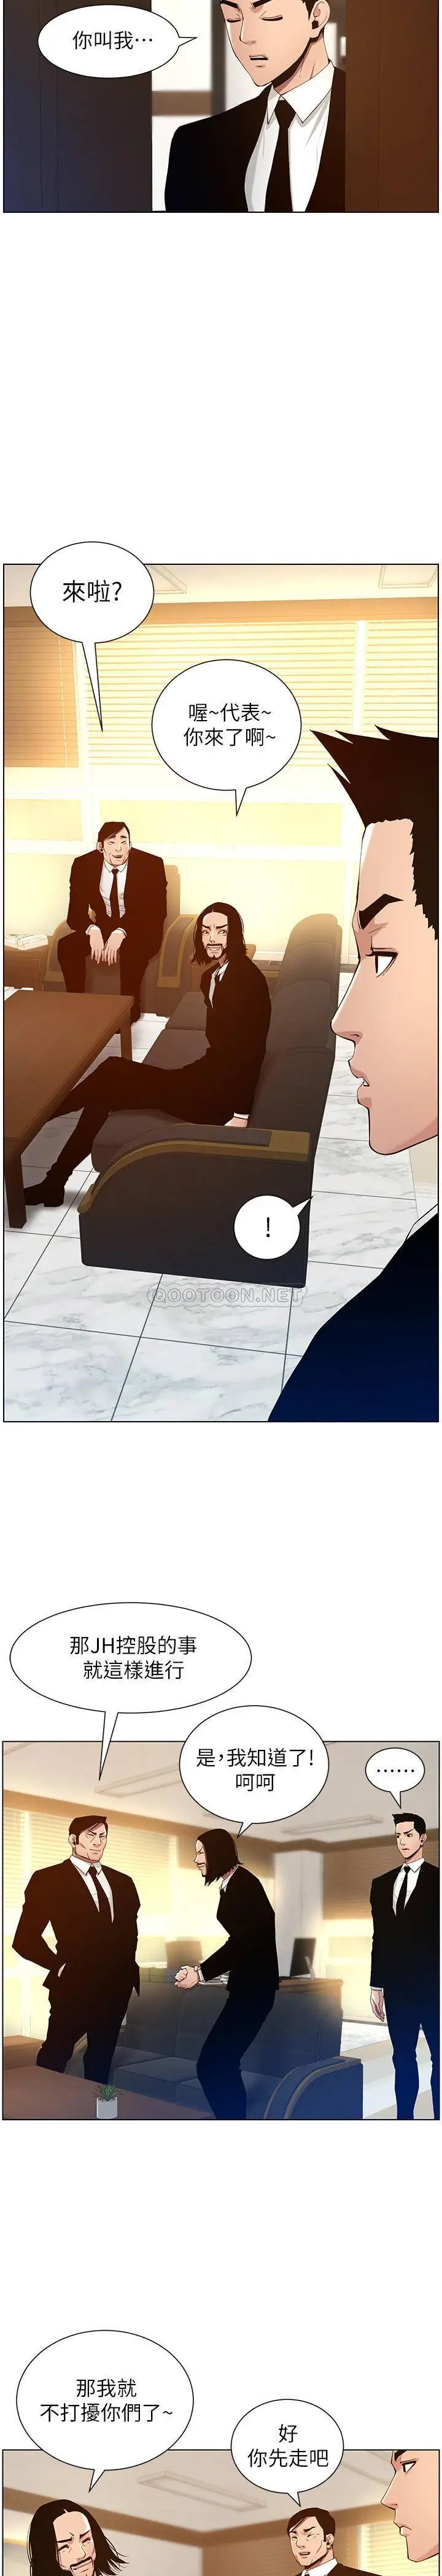 你叫我⋯
來啦?
喔~代表~
你來了啊~
!
QOOTOON.NET
那JH控股的事
就這樣進行
是,我知道了!
呵呵
⋯⋯
那我就
不打擾你們了~
好
你先走吧